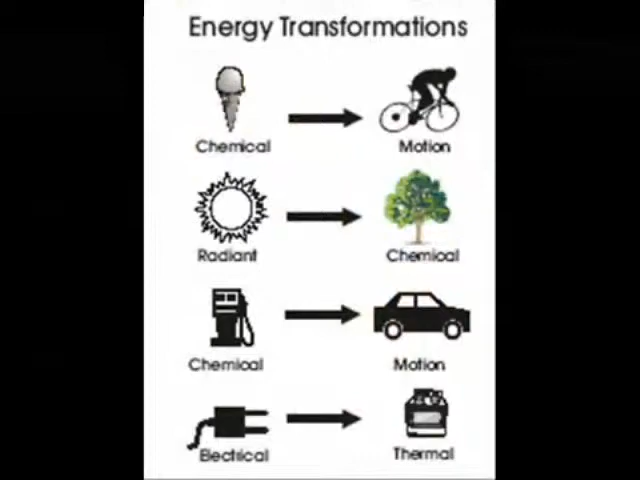 Energy Transformations
Chemical
Motion
Radiant
Chemical
Chemical
Motion
Electrical
Thermal